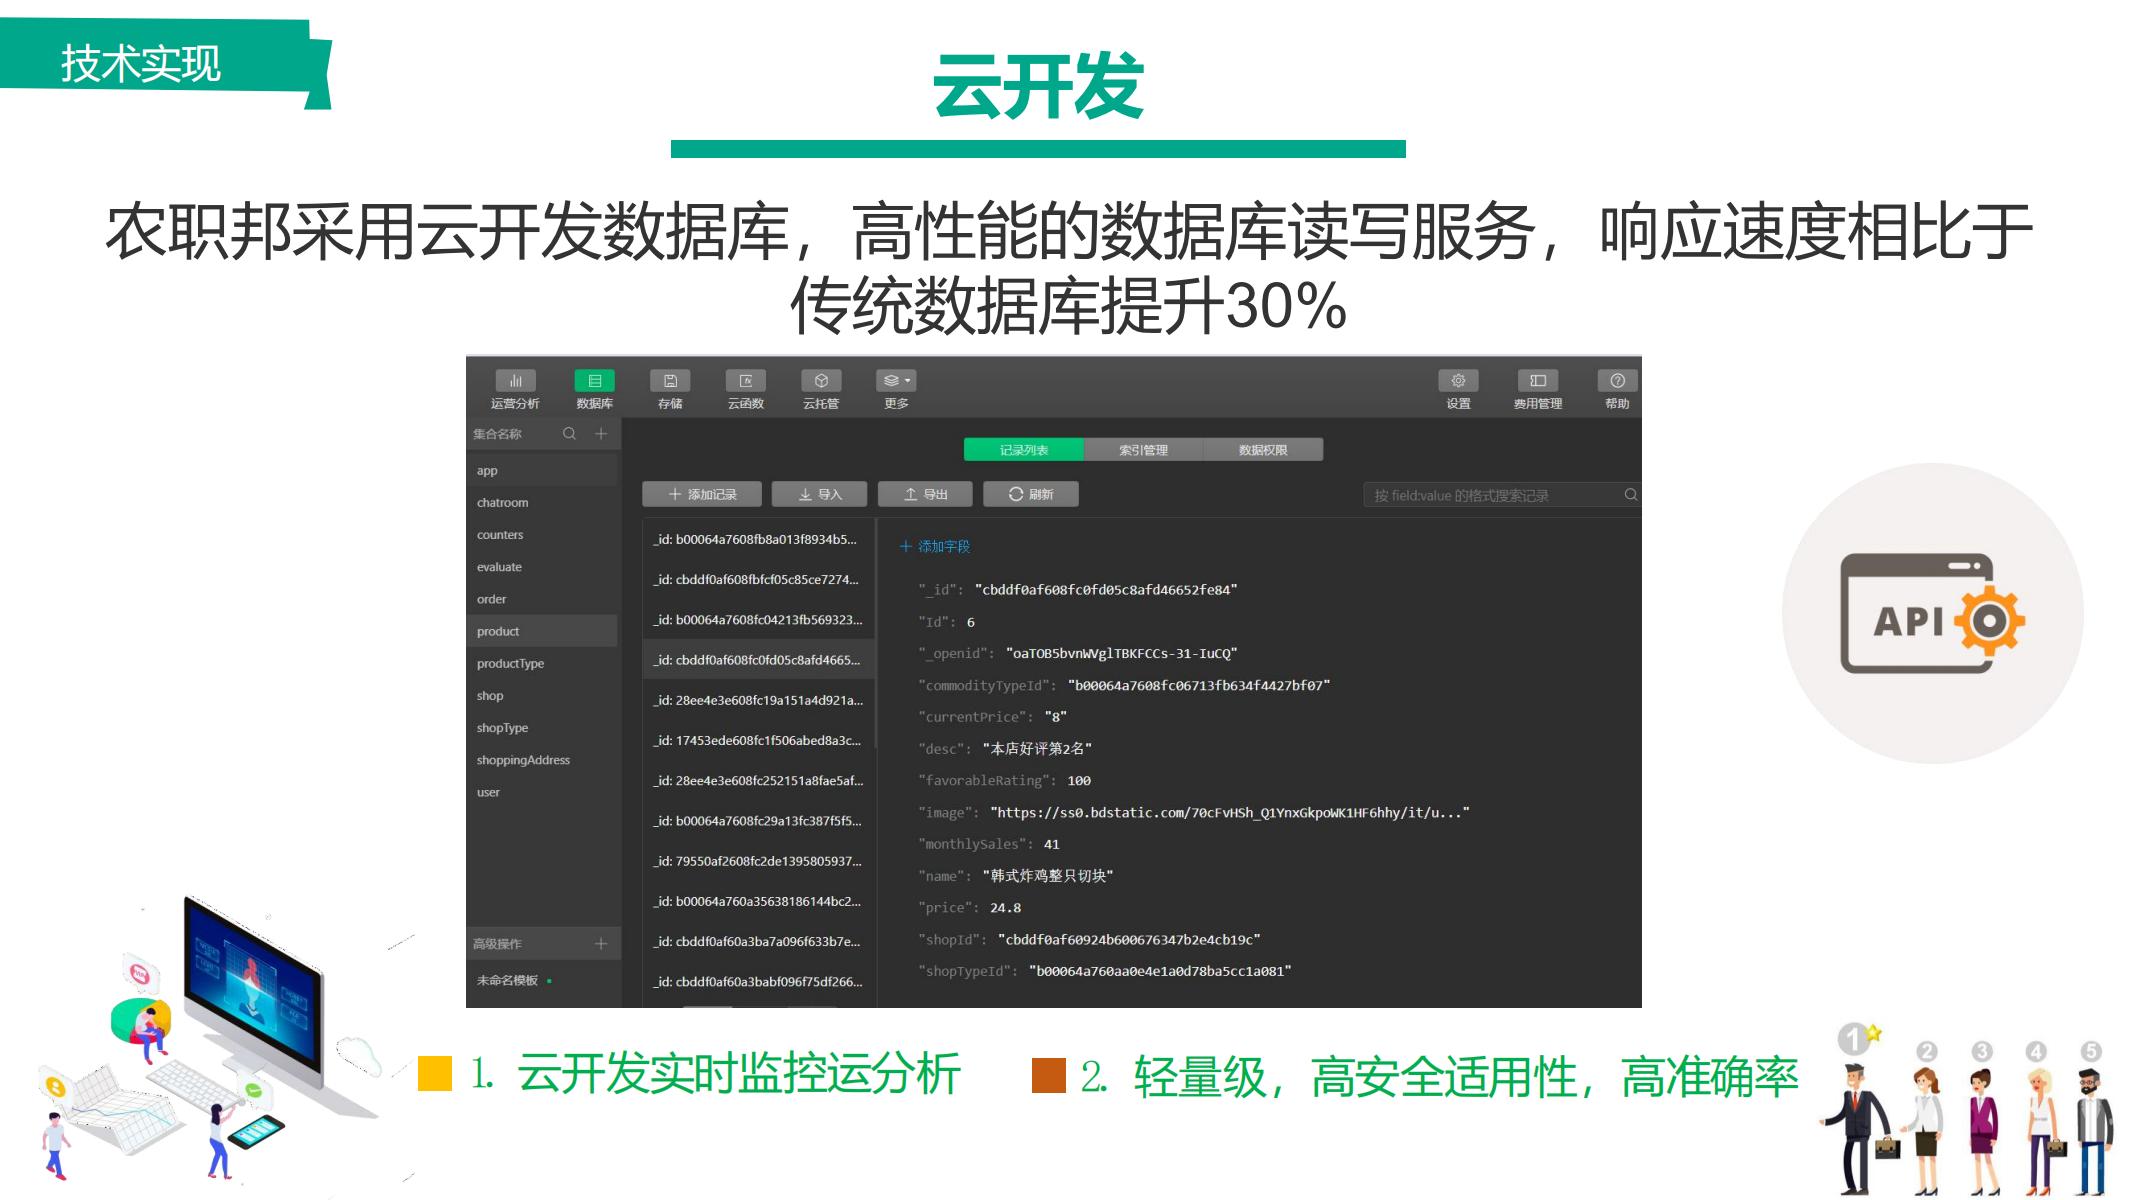 技术实现
云开发
农职邦采用云开发数据库，高性能的数据库读写服务，响应速度相比于
传统数据库提升30%
运营分析 数据库 存储 云函数 云托管 更多 设置 费用管理 帮助
集合名称
记录列表 索引管理 数据权限
添加记录 导入 导出 刷新 按 field:value 的格式搜索记录
app
chatroom
counters
evaluate
order
product
productType
shop
shopType
shoppingAddress
user
高级操作
未命名模板
_id: b00064a7608fb8a013f8934b5...
_id: cbddf0af608fbfcf05c85ce7274...
_id: b00064a7608fc04213fb569323...
_id: cbddf0af608fc0fd05c8afd4665...
_id: 28ee4e3e608fc19a151a4d921a...
_id: 17453ede608fc1f506abed8a3c...
_id: 28ee4e3e608fc252151a8fae5af...
_id: b00064a7608fc29a13fc387f5f5...
_id: 79550af2608fc2de1395805937...
_id: b00064a760a35638186144bc2...
_id: cbddf0af60a3ba7a096f633b7e...
_id: cbddf0af60a3babf096f75df266...
添加字段
"_id": "cbddf0af608fc0fd05c8afd46652fe84"
"Id": 6
"_openid": "oaTOB5bvnWVglTBKFCCs-31-IuCQ"
"commodityTypeId": "b00064a7608fc06713fb634f4427bf07"
"currentPrice": "8"
"desc": "本店好评第2名"
"favorableRating": 100
"image": "https://ss0.bdstatic.com/70cFvHSh_Q1YnxGkpoWK1HF6hhy/it/u..."
"monthlySales": 41
"name": "韩式炸鸡整只切块"
"price": 24.8
"shopId": "cbddf0af60924b600676347b2e4cb19c"
"shopTypeId": "b00064a760aa0e4e1a0d78ba5cc1a081"
API
1. 云开发实时监控运分析
2. 轻量级，高安全适用性，高准确率
1 2 3 4 5